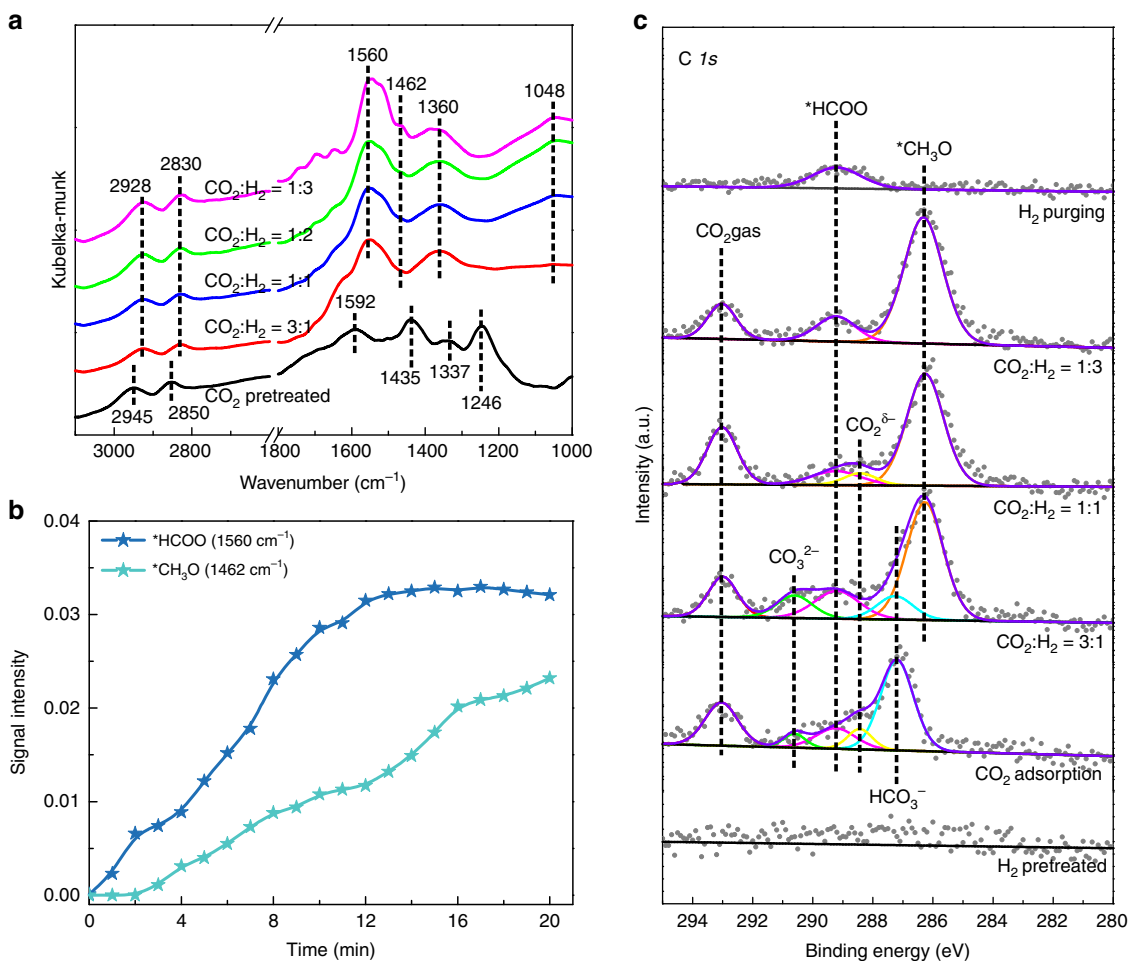 a
Kubelka-munk
2928
2830
1560
1462
1360
1048
CO₂:H₂ = 1:3
CO₂:H₂ = 1:2
CO₂:H₂ = 1:1
CO₂:H₂ = 3:1
CO₂ pretreated
2945
2850
1592
1435
1337
1246
3000 2800 1800 1600 1400 1200 1000
Wavenumber (cm⁻¹)
b
Signal intensity
0.04
0.03
0.02
0.01
0.00
*HCOO (1560 cm⁻¹)
*CH₃O (1462 cm⁻¹)
0 4 8 12 16 20
Time (min)
c
Intensity (a.u.)
C 1s
*HCOO
*CH₃O
H₂ purging
CO₂gas
CO₂:H₂ = 1:3
CO₂^δ−
CO₂:H₂ = 1:1
CO₃²⁻
CO₂:H₂ = 3:1
CO₂ adsorption
HCO₃⁻
H₂ pretreated
294 292 290 288 286 284 282 280
Binding energy (eV)